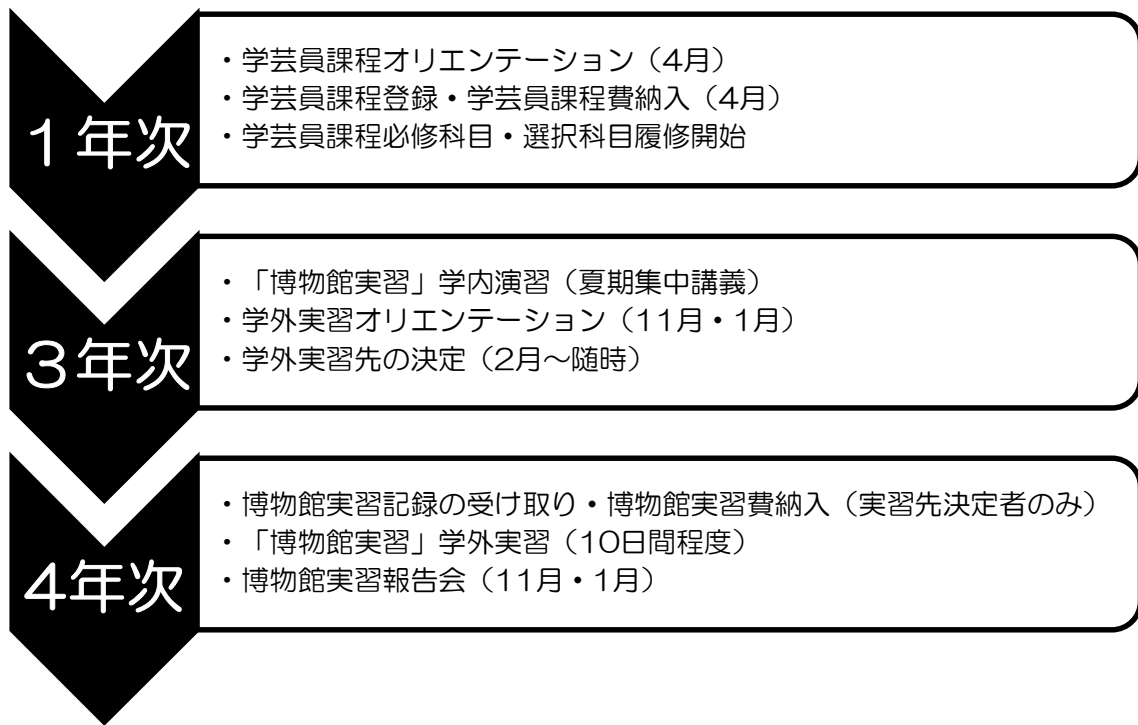 １年次
・学芸員課程オリエンテーション（4月）
・学芸員課程登録・学芸員課程費納入（4月）
・学芸員課程必修科目・選択科目履修開始
３年次
・「博物館実習」学内演習（夏期集中講義）
・学外実習オリエンテーション（11月・1月）
・学外実習先の決定（2月～随時）
４年次
・博物館実習記録の受け取り・博物館実習費納入（実習先決定者のみ）
・「博物館実習」学外実習（10日間程度）
・博物館実習報告会（11月・1月）